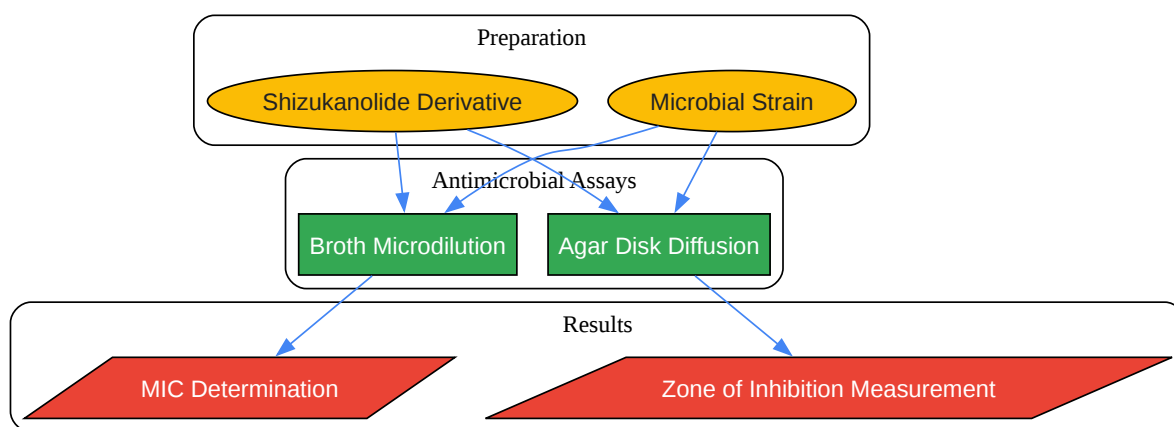 Preparation
Shizukanolide Derivative
Microbial Strain
Antimicrobial Assays
Broth Microdilution
Agar Disk Diffusion
Results
MIC Determination
Zone of Inhibition Measurement